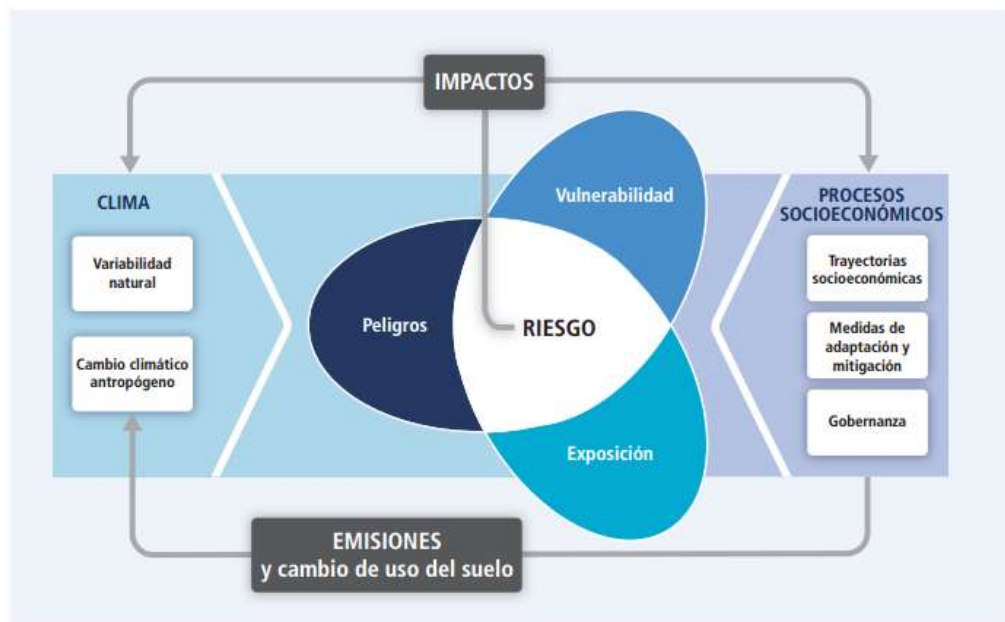 IMPACTOS
CLIMA
Variabilidad
natural
Cambio climático
antropógeno
Vulnerabilidad
Peligros
RIESGO
Exposición
PROCESOS
SOCIOECONÓMICOS
Trayectorias
socioeconómicas
Medidas de
adaptación y
mitigación
Gobernanza
EMISIONES
y cambio de uso del suelo